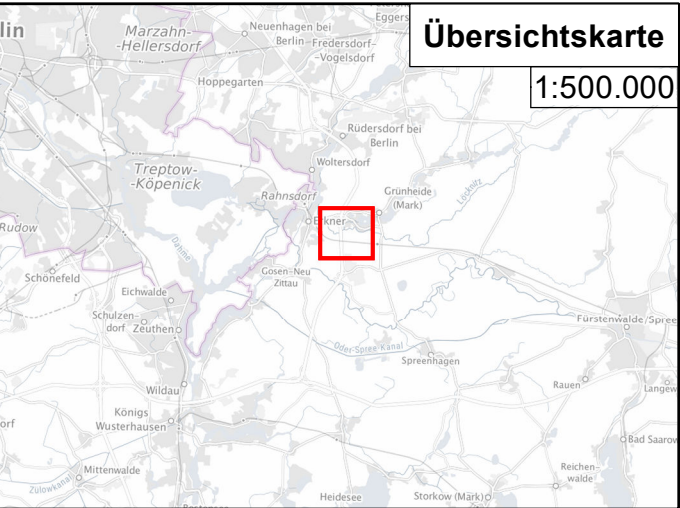 lin
Marzahn-
-Hellersdorf
Neuenhagen bei
Berlin
Fredersdorf-
-Vogelsdorf
Eggers
Übersichtskarte
1:500.000
Hoppegarten
Rüdersdorf bei
Berlin
Woltersdorf
Treptow-
-Köpenick
Rahnsdorf
Grünheide
(Mark)
Löcknitz
Erkner
Rudow
Dahme
Schönefeld
Gosen-Neu
Zittau
Eichwalde
Schulzen-
dorf
Zeuthen
Fürstenwalde/Spree
Oder-Spree Kanal
Spreenhagen
Wildau
Rauen
Langew
Königs
Wusterhausen
orf
Bad Saarow
Mittenwalde
Zülowkanal
Reichen-
walde
Heidesee
Storkow (Mark)